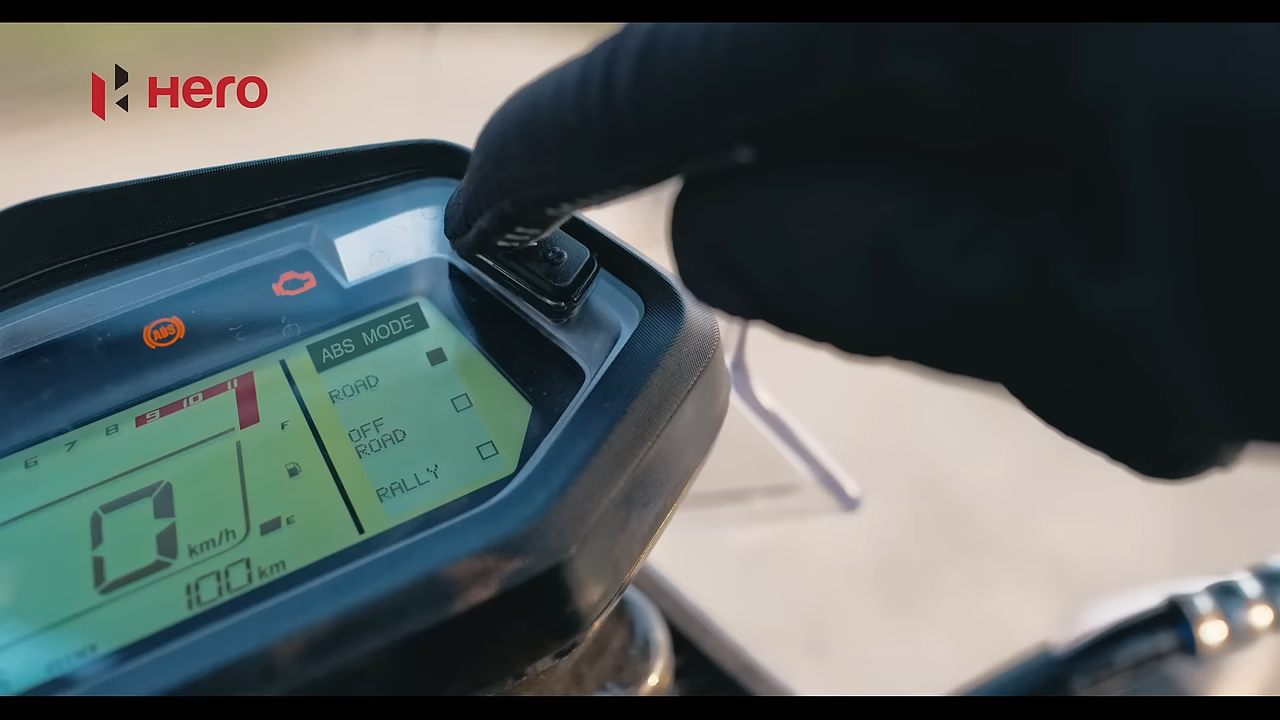 Hero
ABS
ABS MODE
ROAD
OFF
ROAD
RALLY
6 7 8 9 10 11
F
E
0 km/h
100 km